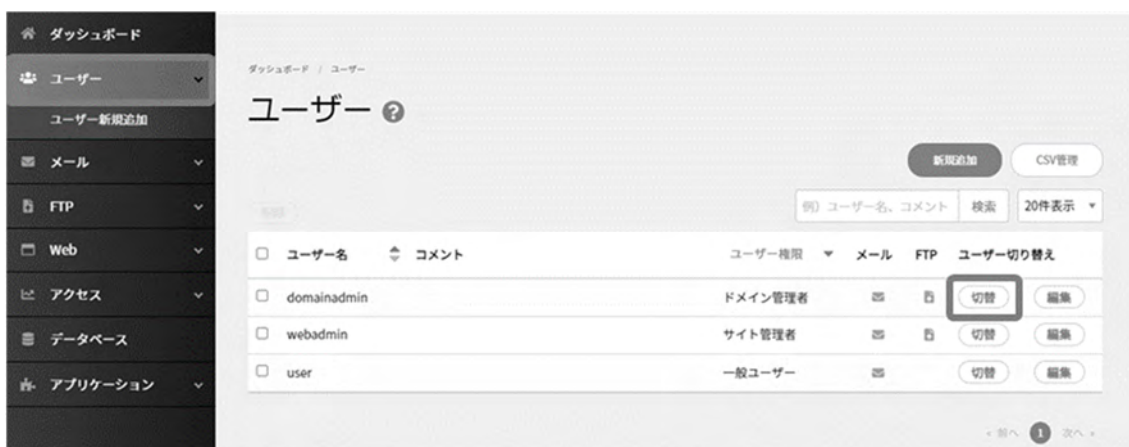 ダッシュボード
ユーザー
ユーザー新規追加
メール
FTP
Web
アクセス
データベース
アプリケーション
ダッシュボード / ユーザー
ユーザー ?
新規追加 CSV管理
削除
例）ユーザー名、コメント 検索 20件表示
ユーザー名 コメント ユーザー権限 メール FTP ユーザー切り替え
domainadmin ドメイン管理者 切替 編集
webadmin サイト管理者 切替 編集
user 一般ユーザー 切替 編集
< 前へ 1 次へ >